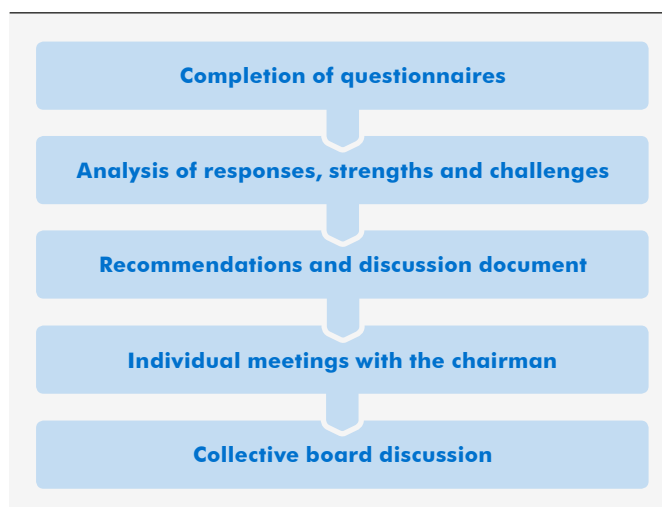 Completion of questionnaires
Analysis of responses, strengths and challenges
Recommendations and discussion document
Individual meetings with the chairman
Collective board discussion